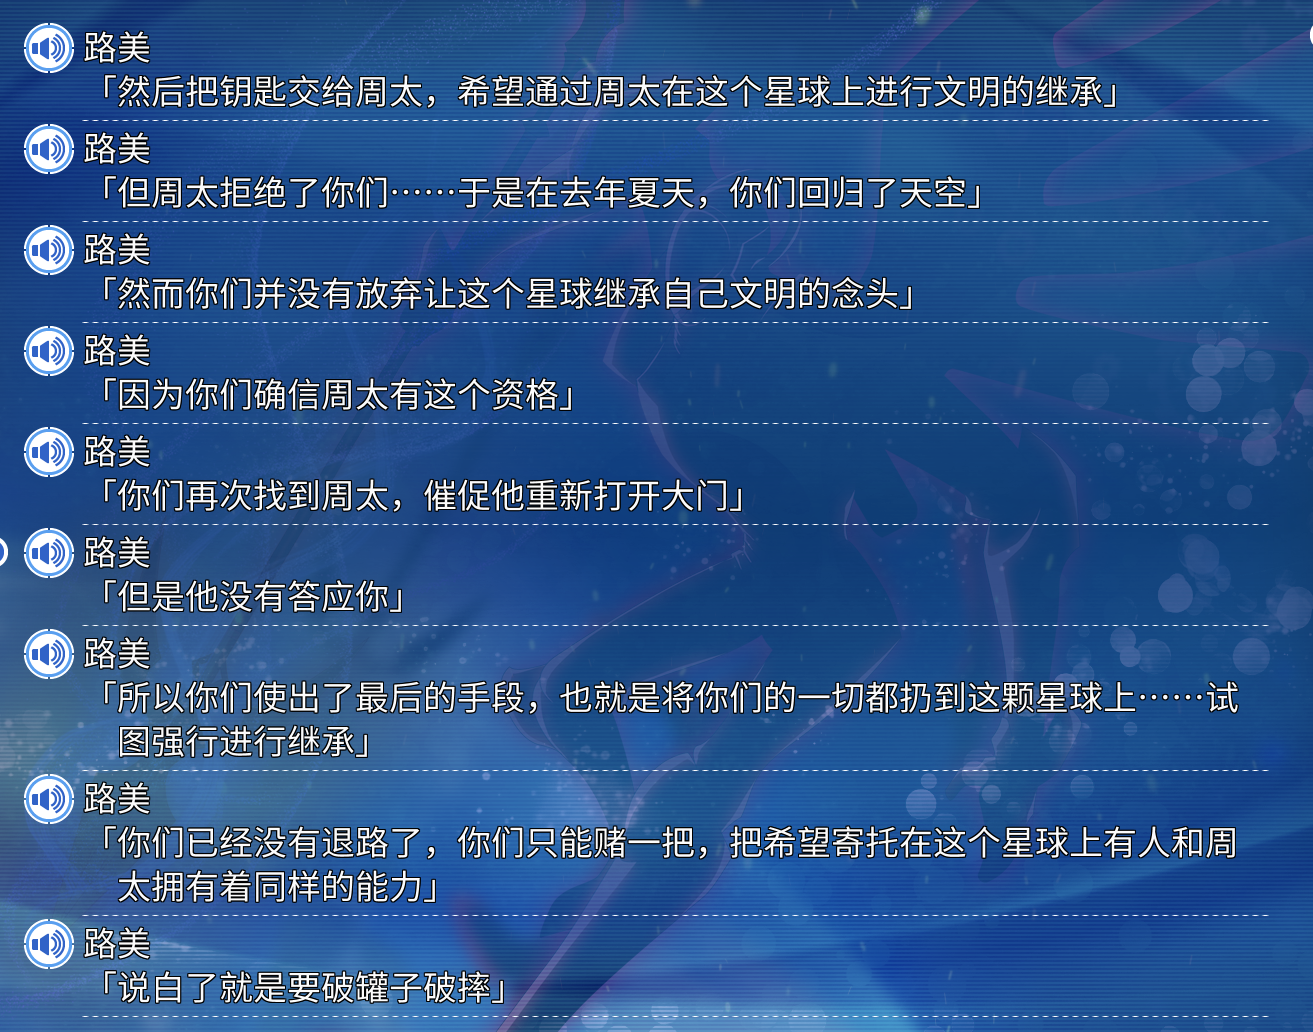 路美
「然后把钥匙交给周太，希望通过周太在这个星球上进行文明的继承」
路美
「但周太拒绝了你们……于是在去年夏天，你们回归了天空」
路美
「然而你们并没有放弃让这个星球继承自己文明的念头」
路美
「因为你们确信周太有这个资格」
路美
「你们再次找到周太，催促他重新打开大门」
路美
「但是他没有答应你」
路美
「所以你们使出了最后的手段，也就是将你们的一切都扔到这颗星球上……试
图强行进行继承」
路美
「你们已经没有退路了，你们只能赌一把，把希望寄托在这个星球上有人和周
太拥有着同样的能力」
路美
「说白了就是要破罐子破摔」